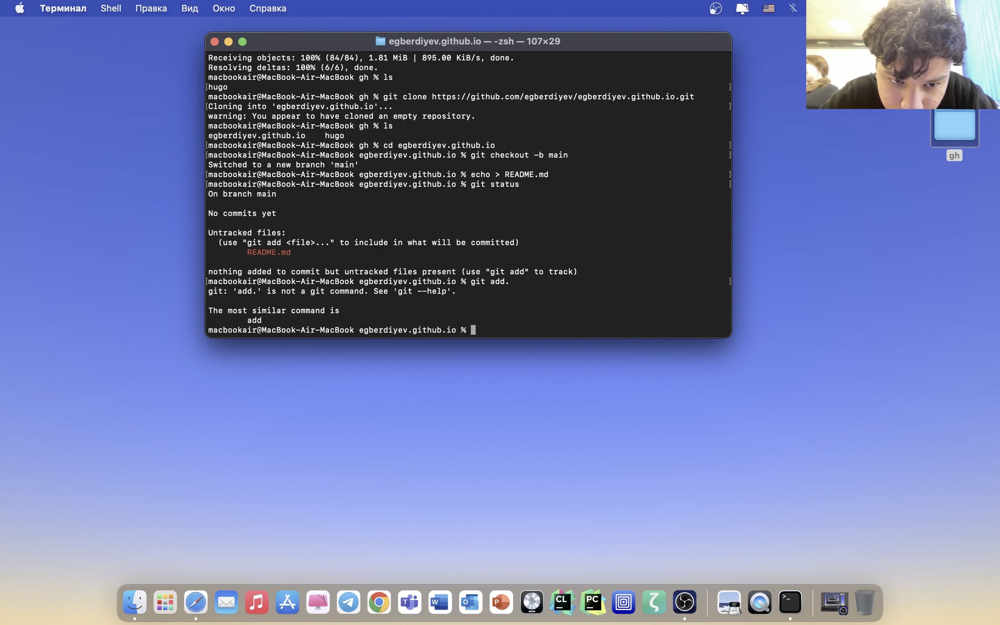 Терминал Shell Правка Вид Окно Справка
egberdiyev.github.io — -zsh — 107×29
Receiving objects: 100% (84/84), 1.81 MiB | 895.00 KiB/s, done.
Resolving deltas: 100% (6/6), done.
macbookair@MacBook-Air-MacBook gh % ls
[hugo ]
macbookair@MacBook-Air-MacBook gh % git clone https://github.com/egberdiyev/egberdiyev.github.io.git
[Cloning into 'egberdiyev.github.io'... ]
warning: You appear to have cloned an empty repository.
macbookair@MacBook-Air-MacBook gh % ls
egberdiyev.github.io    hugo
[macbookair@MacBook-Air-MacBook gh % cd egberdiyev.github.io ]
[macbookair@MacBook-Air-MacBook egberdiyev.github.io % git checkout -b main ]
Switched to a new branch 'main'
[macbookair@MacBook-Air-MacBook egberdiyev.github.io % echo > README.md ]
[macbookair@MacBook-Air-MacBook egberdiyev.github.io % git status ]
On branch main
No commits yet
Untracked files:
  (use "git add <file>..." to include in what will be committed)
        README.md
nothing added to commit but untracked files present (use "git add" to track)
[macbookair@MacBook-Air-MacBook egberdiyev.github.io % git add. ]
git: 'add.' is not a git command. See 'git --help'.
The most similar command is
        add
macbookair@MacBook-Air-MacBook egberdiyev.github.io %
gh
T W O P CL PC ζ >_